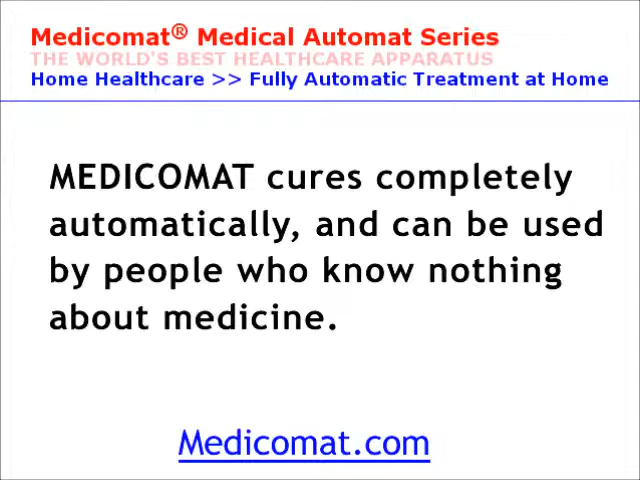 Medicomat® Medical Automat Series
THE WORLD'S BEST HEALTHCARE APPARATUS
Home Healthcare >> Fully Automatic Treatment at Home
MEDICOMAT cures completely
automatically, and can be used
by people who know nothing
about medicine.
Medicomat.com